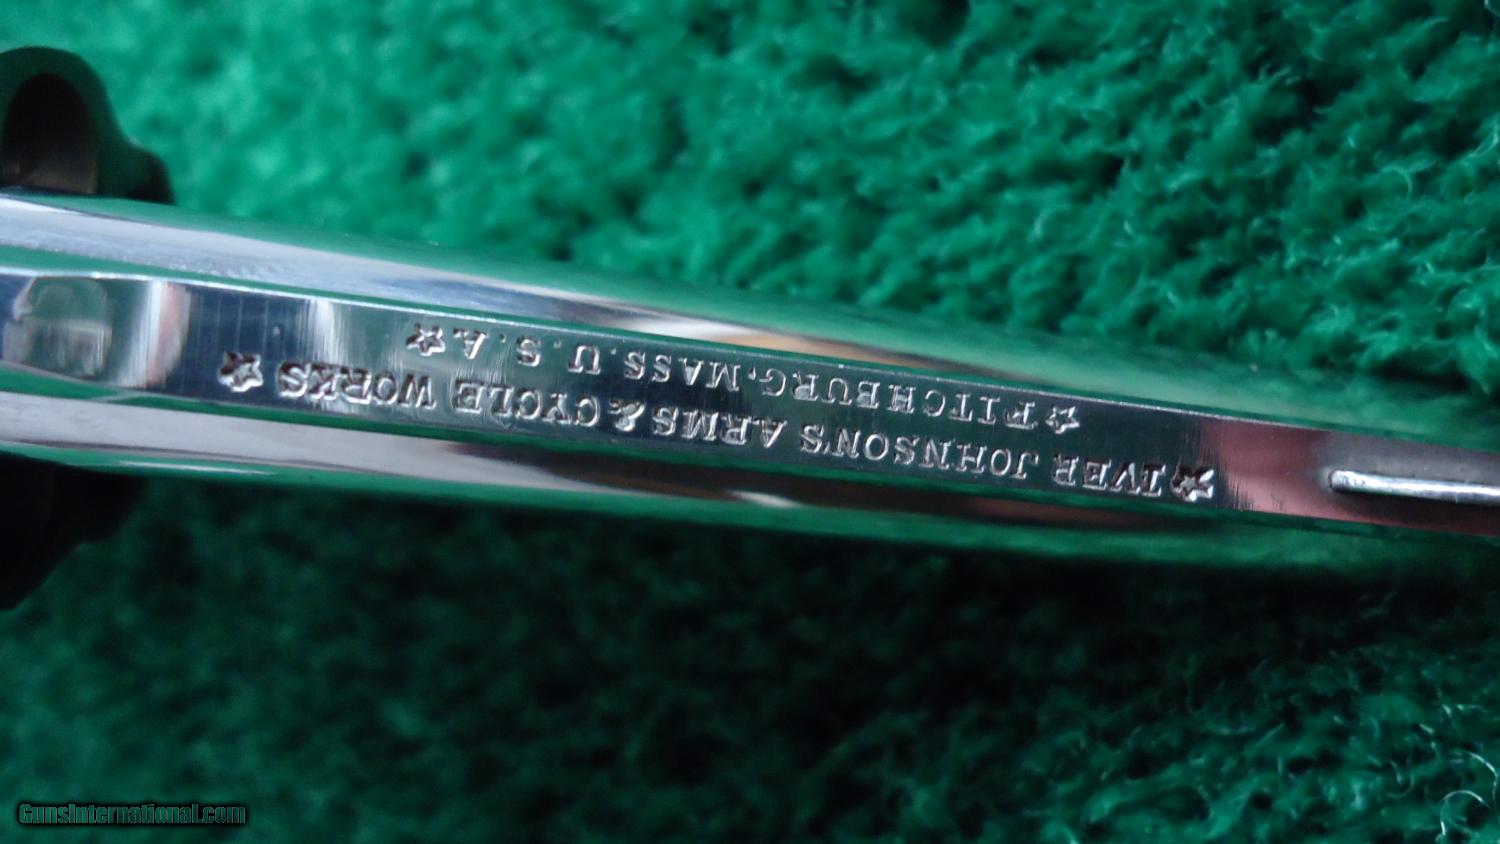 ★IVER JOHNSON'S ARMS & CYCLE WORKS★
★FITCHBURG, MASS. U. S. A.★
GunsInternational.com